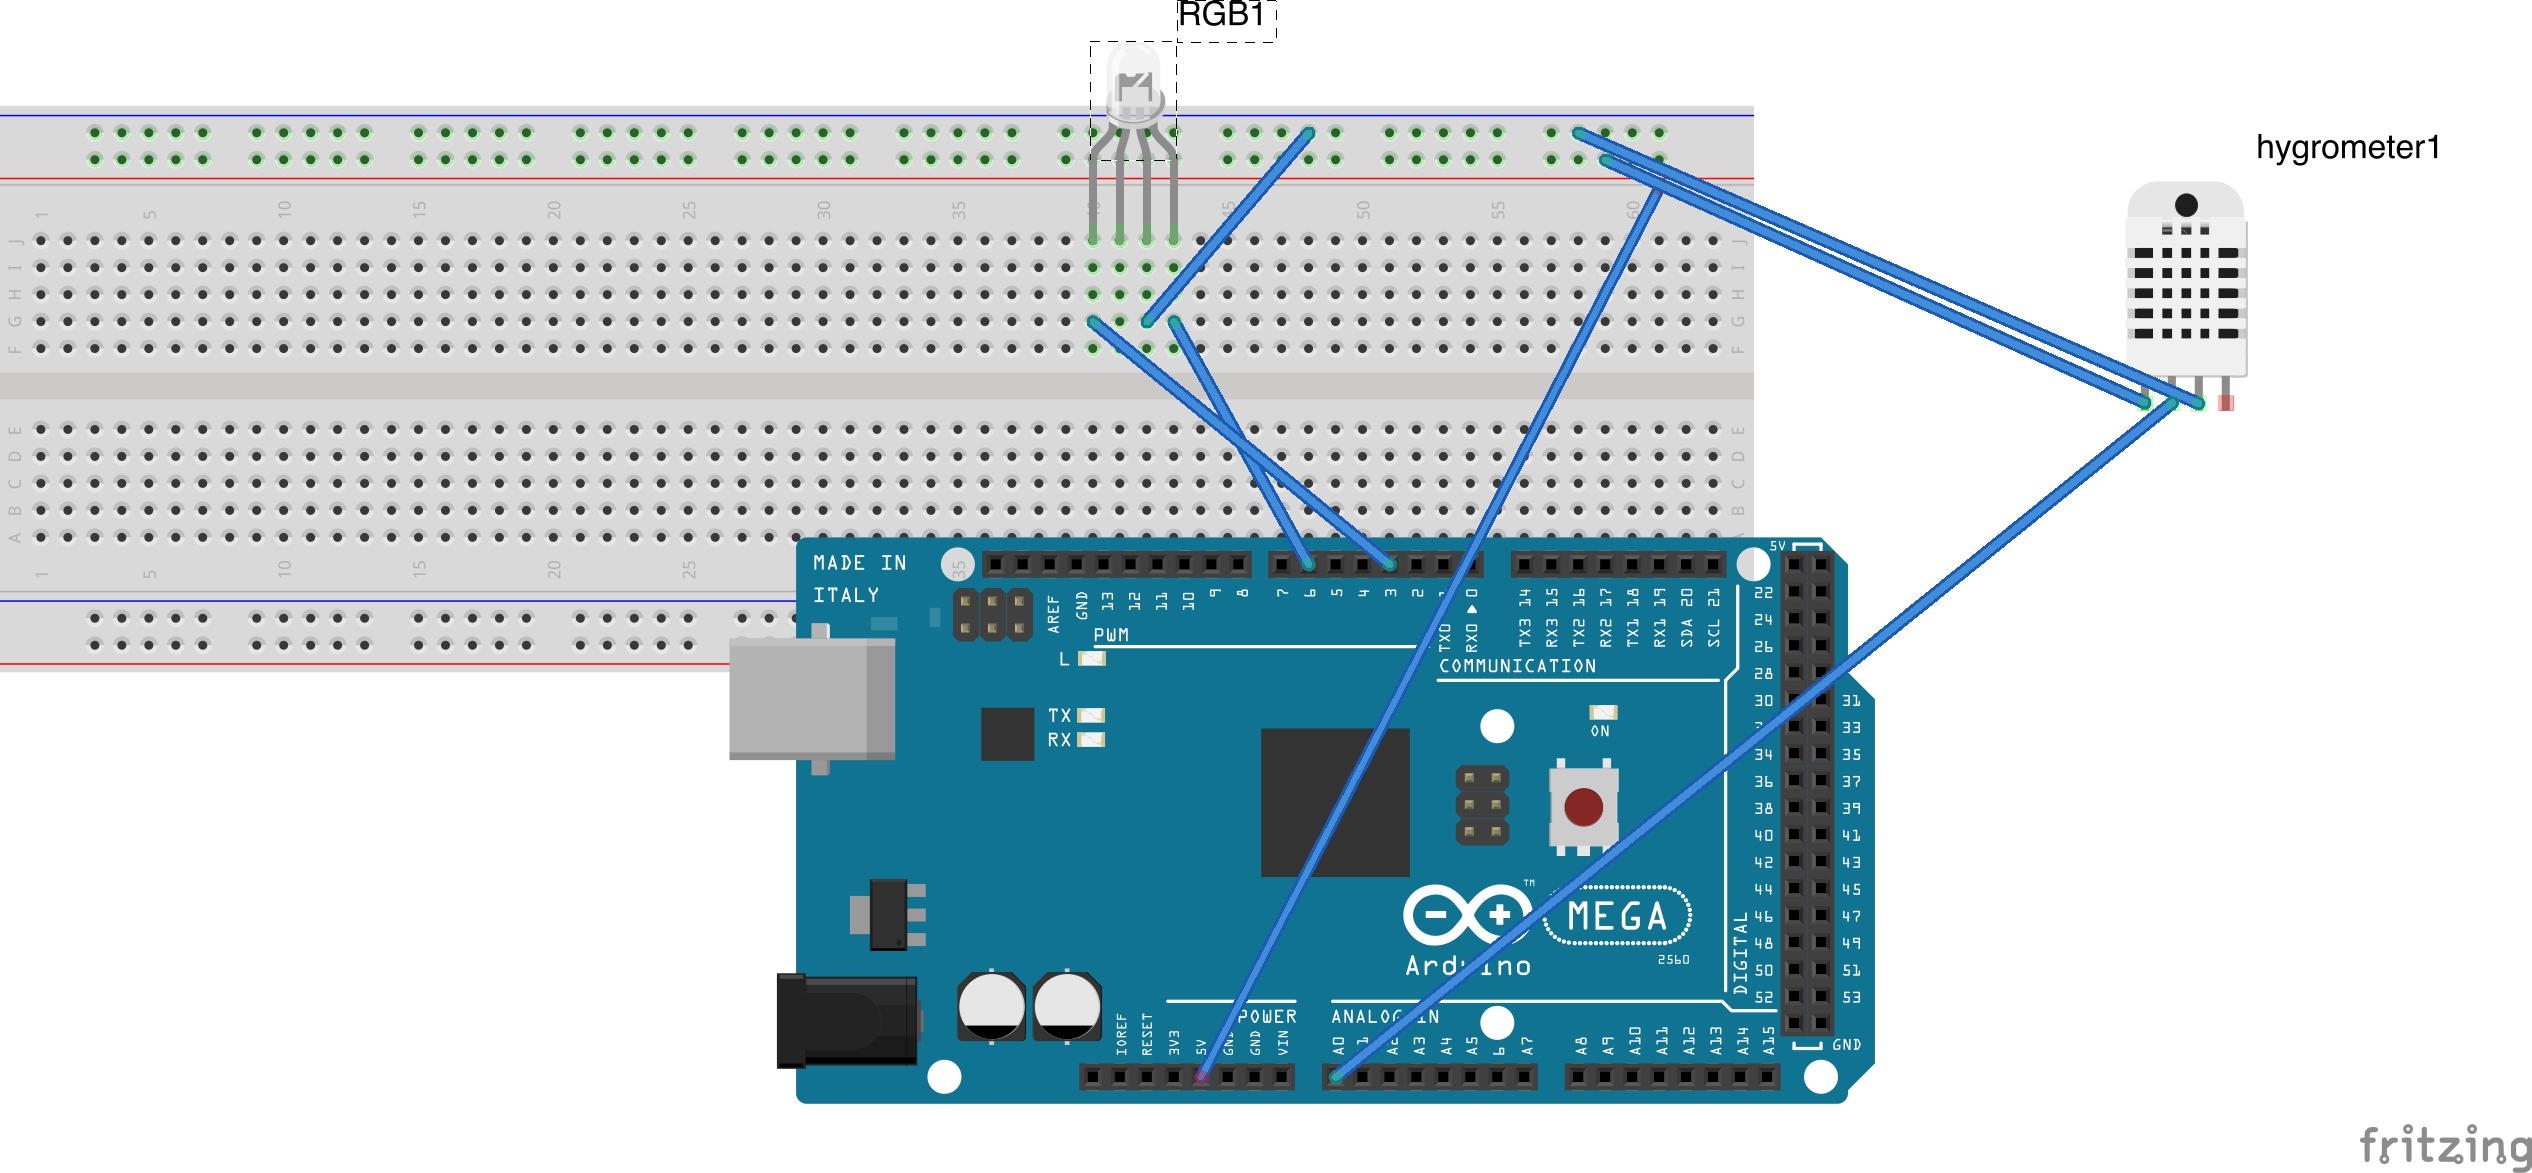 RGB1
hygrometer1
1 5 10 15 20 25 30 35 40 45 50 55 60
J J
I I
H H
G G
F F
E E
D D
C C
B B
A
1 5 10 15 20 25 35
MADE IN
ITALY
AREF GND 13 12 11 10 9 8
7 6 5 4 3 2
TX0 RX0 0
TX3 14 RX3 15 TX2 16 RX2 17 TX1 18 RX1 19 SDA 20 SCL 21
PWM
L
COMMUNICATION
TX
RX
ON
5V
22
24
26
28
30 31
33
34 35
36 37
38 39
40 41
42 43
44 45
46 47
48 49
50 51
52 53
GND
DIGITAL
MEGA
TM
Arduino
2560
POWER
ANALOG IN
IOREF RESET 3V3 5V GND GND VIN
A0 1 A2 A3 A4 A5 6 A7
A8 A9 A10 A11 A12 A13 A14 A15
fritzing